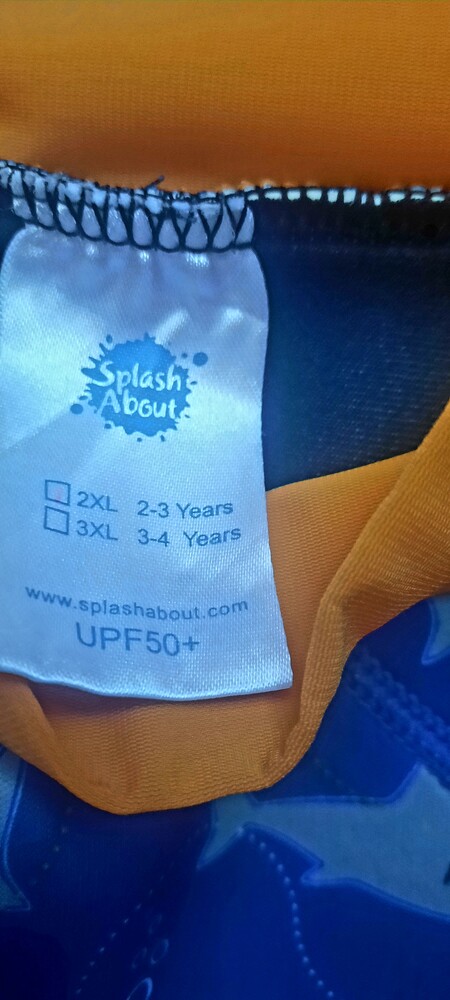 Splash
About
2XL 2-3 Years
3XL 3-4 Years
www.splashabout.com
UPF50+